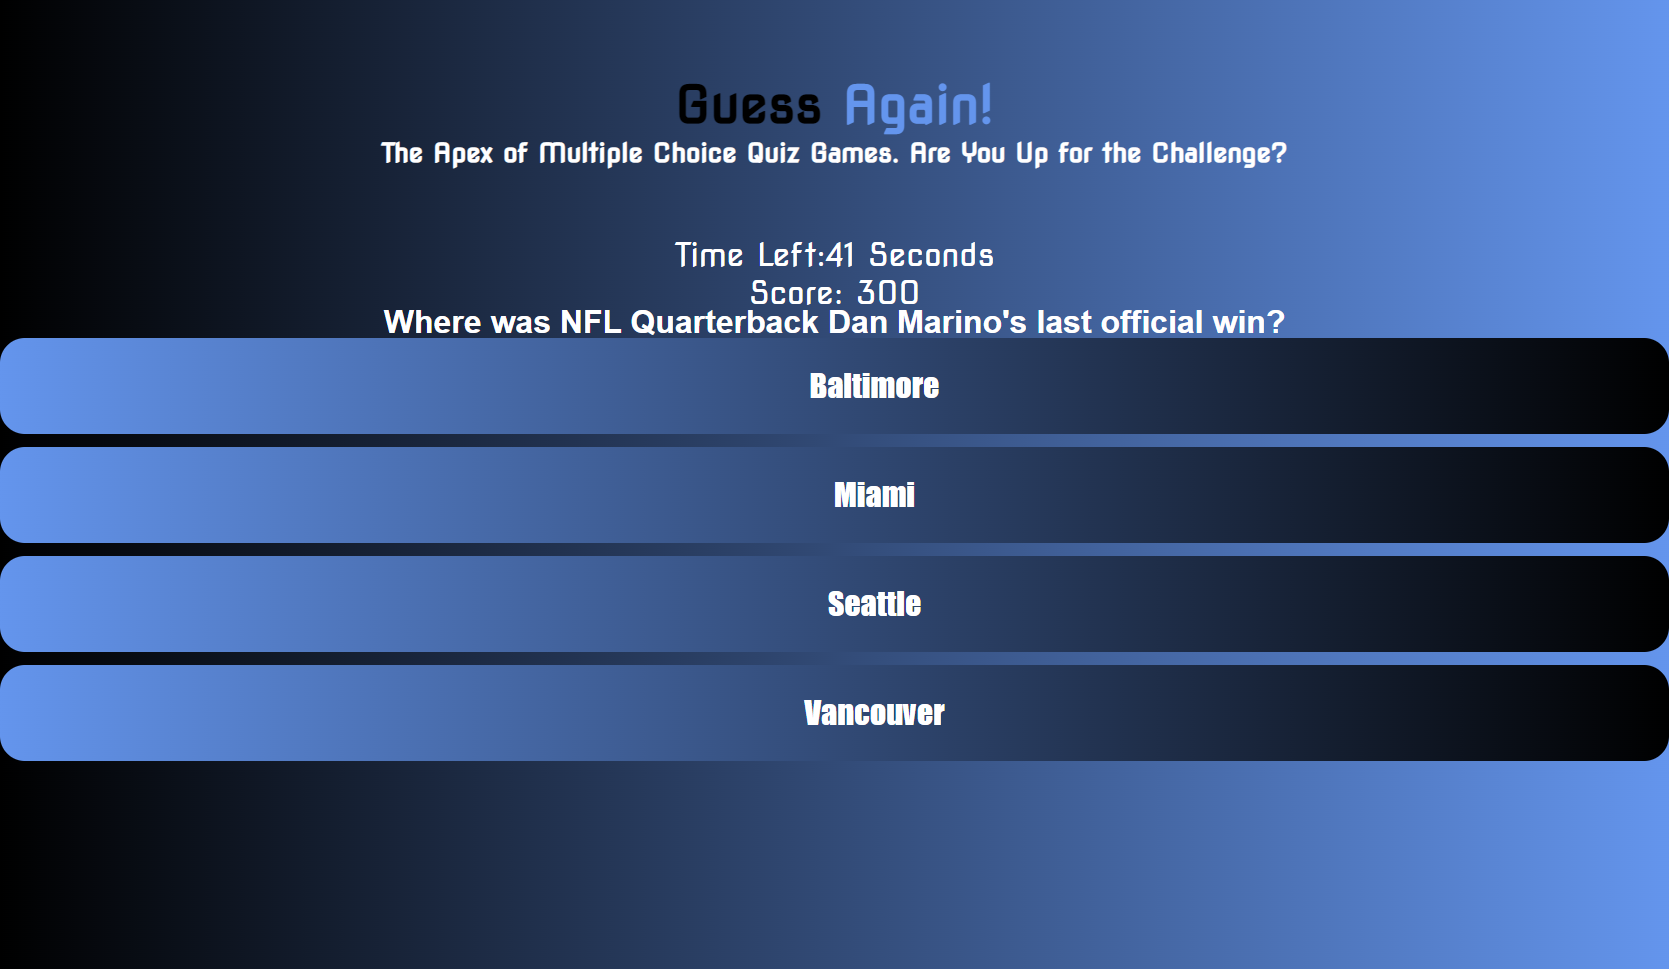 Guess Again!
The Apex of Multiple Choice Quiz Games. Are You Up for the Challenge?
Time Left:41 Seconds
Score: 300
Where was NFL Quarterback Dan Marino's last official win?
Baltimore
Miami
Seattle
Vancouver